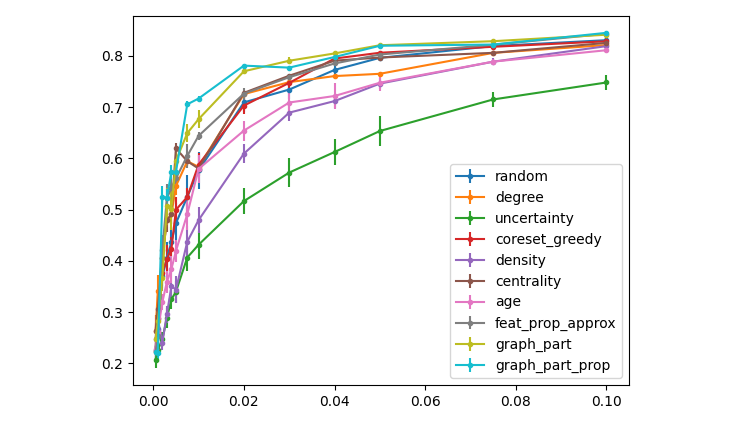 0.8
0.7
0.6
0.5
0.4
0.3
0.2
0.00 0.02 0.04 0.06 0.08 0.10
random
degree
uncertainty
coreset_greedy
density
centrality
age
feat_prop_approx
graph_part
graph_part_prop